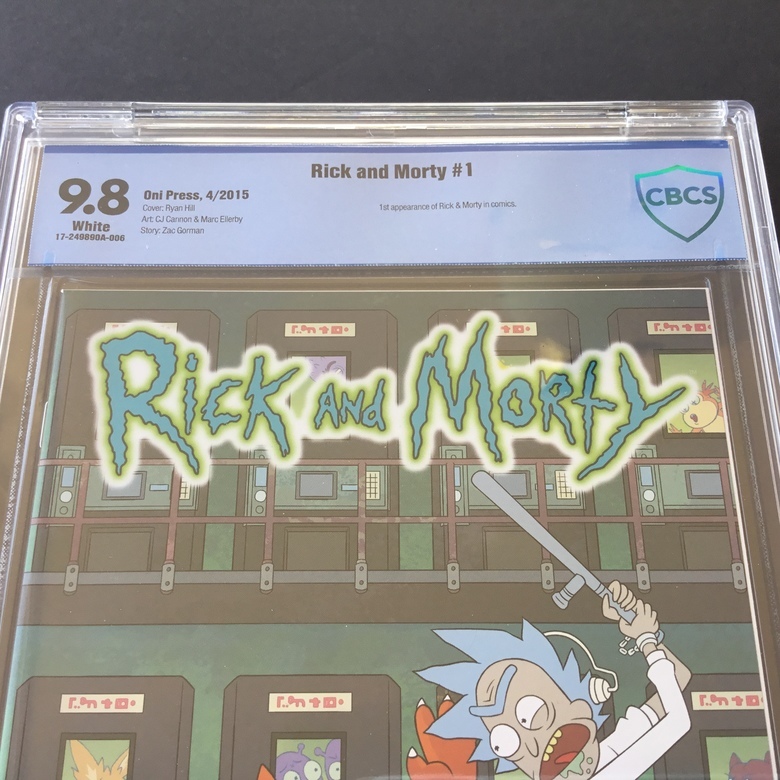 Rick and Morty #1
9.8
White
17-249890A-006
Oni Press, 4/2015
Cover: Ryan Hill
Art: CJ Cannon & Marc Ellerby
Story: Zac Gorman
1st appearance of Rick & Morty in comics.
CBCS
RICK AND MORTY